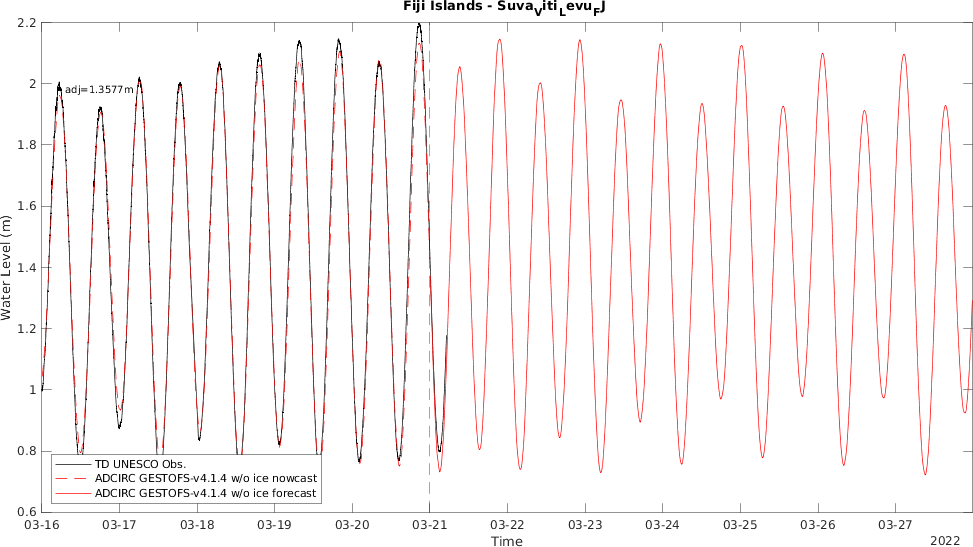 Fiji Islands - SuvaVitiLevuFJ
2.2
2
1.8
1.6
1.4
1.2
1
0.8
0.6
Water Level (m)
adj=1.3577m
TD UNESCO Obs.
ADCIRC GESTOFS-v4.1.4 w/o ice nowcast
ADCIRC GESTOFS-v4.1.4 w/o ice forecast
03-16 03-17 03-18 03-19 03-20 03-21 03-22 03-23 03-24 03-25 03-26 03-27
Time
2022